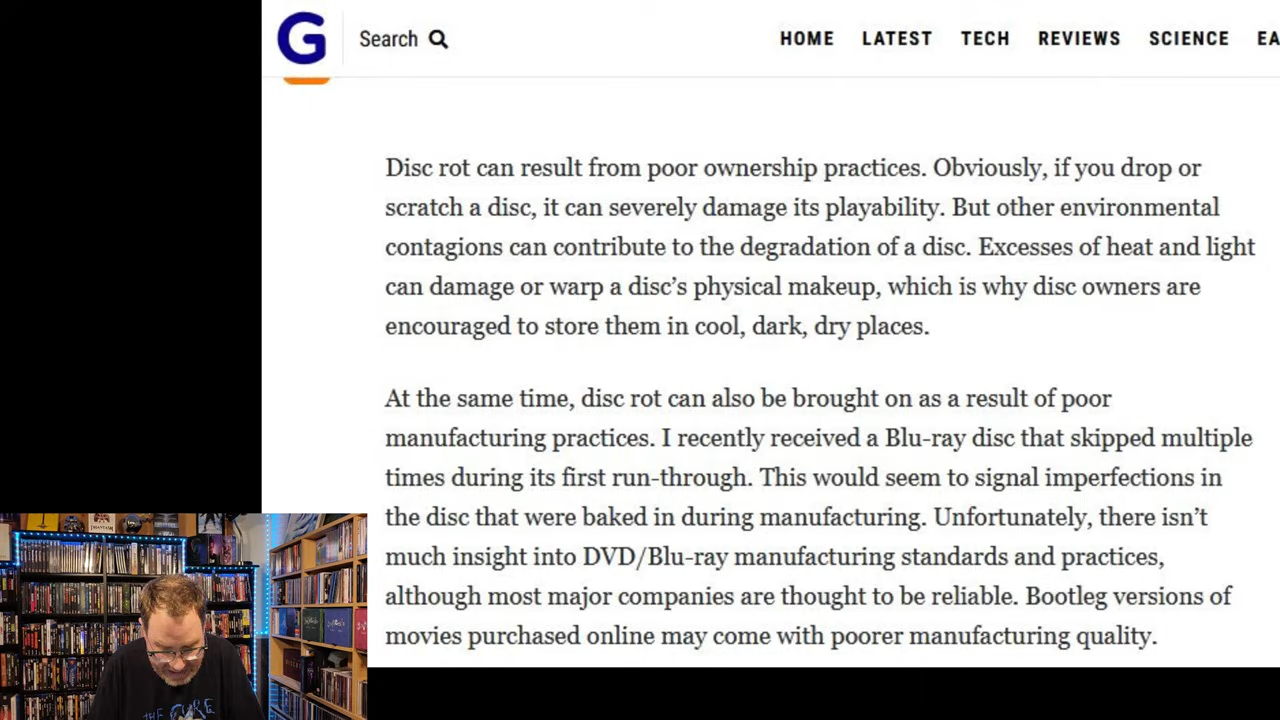 G
Search
HOME LATEST TECH REVIEWS SCIENCE EA
Disc rot can result from poor ownership practices. Obviously, if you drop or
scratch a disc, it can severely damage its playability. But other environmental
contagions can contribute to the degradation of a disc. Excesses of heat and light
can damage or warp a disc’s physical makeup, which is why disc owners are
encouraged to store them in cool, dark, dry places.
At the same time, disc rot can also be brought on as a result of poor
manufacturing practices. I recently received a Blu-ray disc that skipped multiple
times during its first run-through. This would seem to signal imperfections in
the disc that were baked in during manufacturing. Unfortunately, there isn’t
much insight into DVD/Blu-ray manufacturing standards and practices,
although most major companies are thought to be reliable. Bootleg versions of
movies purchased online may come with poorer manufacturing quality.
THE CURE